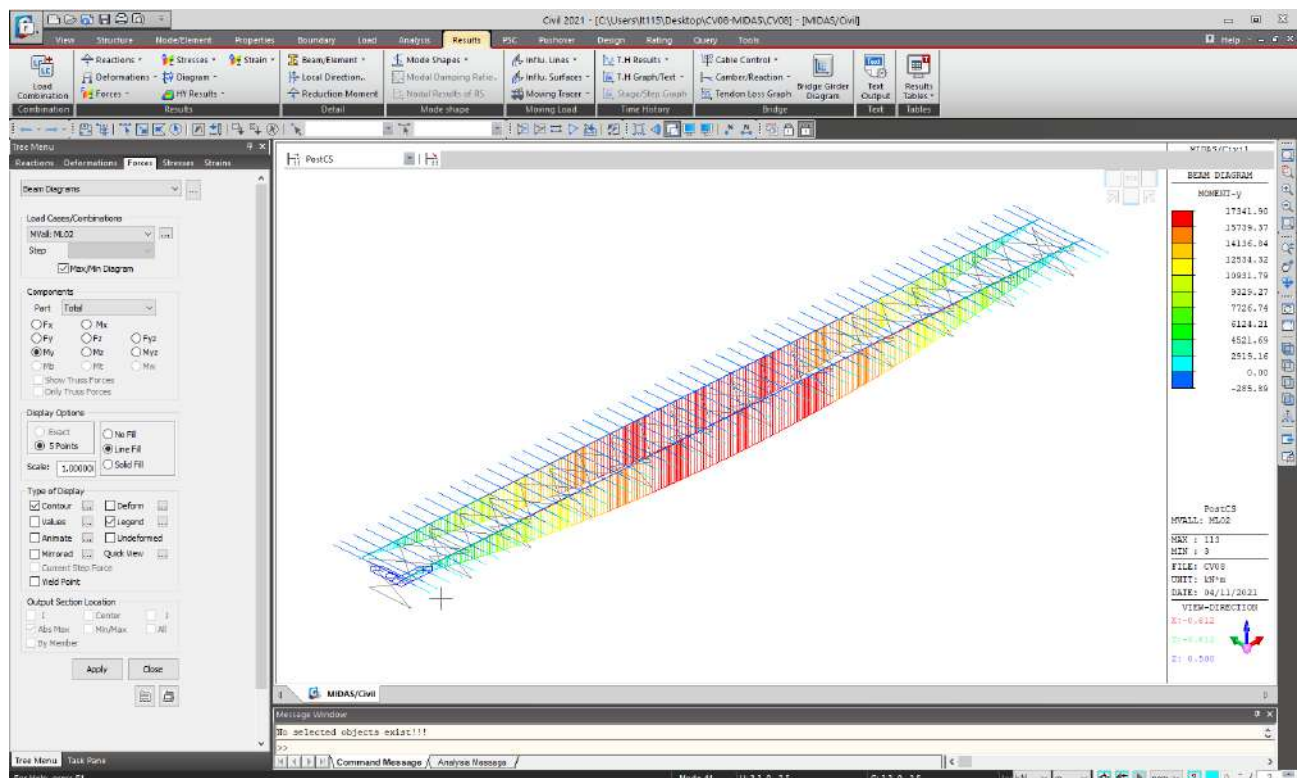 Civil 2021 - [C:\Users\lt115\Desktop\CV08-MIDAS\CV08] - [MIDAS/Civil]
View Structure Node/Element Properties Boundary Load Analysis Results PSC Pushover Design Rating Query Tools Help
Reactions Stresses Strain Beam/Element Mode Shapes Influ. Lines T.H Results Cable Control
Deformations Diagram Local Direction.. Modal Damping Ratio.. Influ. Surfaces T.H Graph/Text Camber/Reaction
Forces HY Results Reduction Moment Nodal Results of RS Moving Tracer Stage/Step Graph Tendon Loss Graph
Load Combination
Bridge Girder Diagram
Text Output
Results Tables
Combination Results Detail Mode shape Moving Load Time History Bridge Text Tables
Tree Menu
Reactions Deformations Forces Stresses Strains
Beam Diagrams ...
Load Cases/Combinations
MVall: ML02
Step
Max/Min Diagram
Components
Part Total
Fx Mx
Fy Fz Fyz
My Mz Myz
Mb Mt Mw
Show Truss Forces
Only Truss Forces
Display Options
Exact No Fill
5 Points Line Fill
Scale: 1.00000 Solid Fill
Type of Display
Contour Deform
Values Legend
Animate Undeformed
Mirrored Quick View
Current Step Force
Yield Point
Output Section Location
I Center J
Abs Max Min/Max All
By Member
Apply Close
Tree Menu Task Pane
PostCS
MIDAS/Civil
BEAM DIAGRAM
MOMENT-y
17341.90
15739.37
14136.84
12534.32
10931.79
9329.27
7726.74
6124.21
4521.69
2919.16
0.00
-285.89
PostCS
MVALL: ML02
MAX : 113
MIN : 3
FILE: CV08
UNIT: kN*m
DATE: 04/11/2021
VIEW-DIRECTION
X:-0.612
Z: 0.500
MIDAS/Civil
Message Window
No selected objects exist!!!
>>
Command Message Analysis Message
For Help, press F1